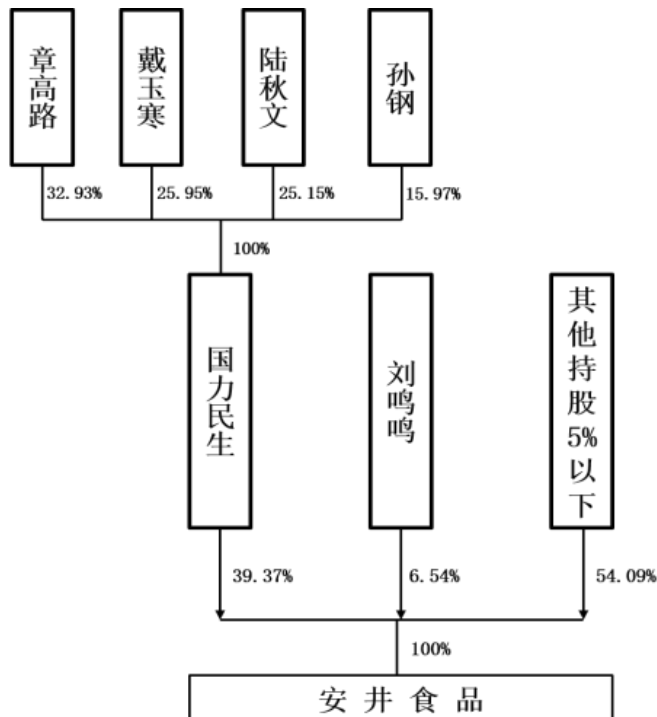 章高路
戴玉寒
陆秋文
孙钢
32.93%
25.95%
25.15%
15.97%
100%
国力民生
刘鸣鸣
其他持股5%以下
39.37%
6.54%
54.09%
100%
安井食品